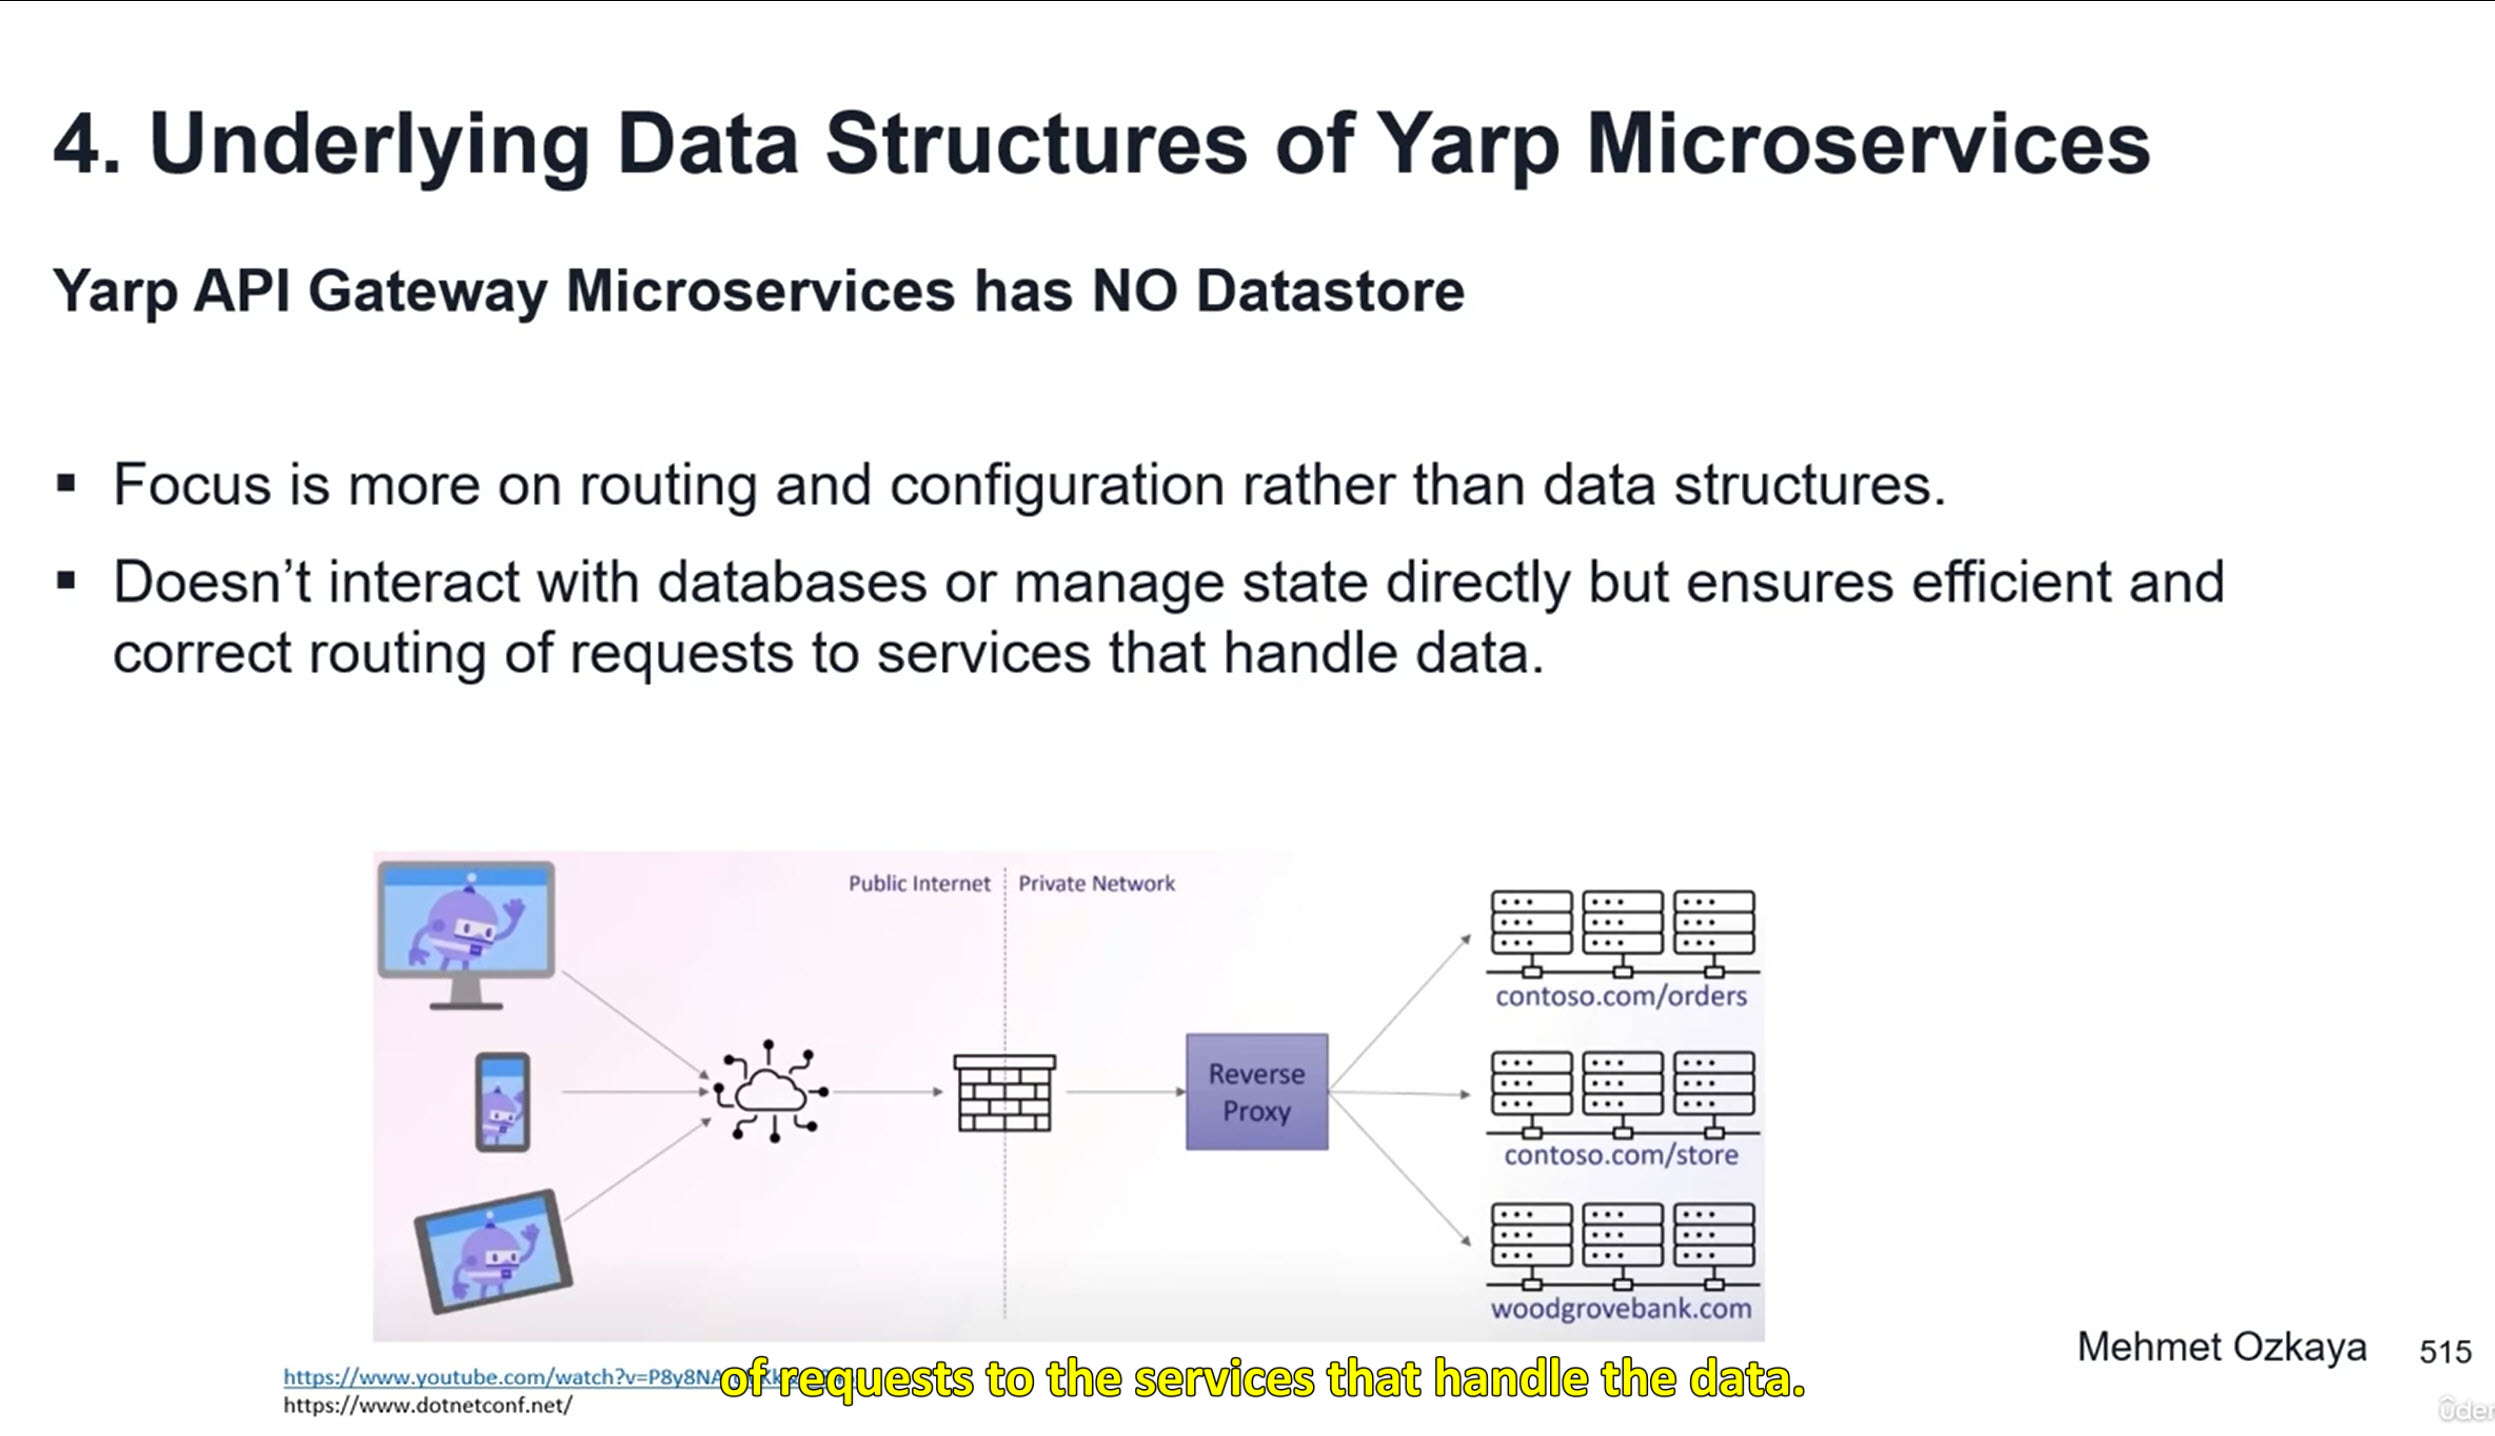 4. Underlying Data Structures of Yarp Microservices
Yarp API Gateway Microservices has NO Datastore
▪ Focus is more on routing and configuration rather than data structures.
▪ Doesn’t interact with databases or manage state directly but ensures efficient and
correct routing of requests to services that handle data.
Public Internet
Private Network
Reverse
Proxy
contoso.com/orders
contoso.com/store
woodgrovebank.com
https://www.youtube.com/watch?v=P8y8NA
https://www.dotnetconf.net/
of requests to the services that handle the data.
Mehmet Ozkaya
515